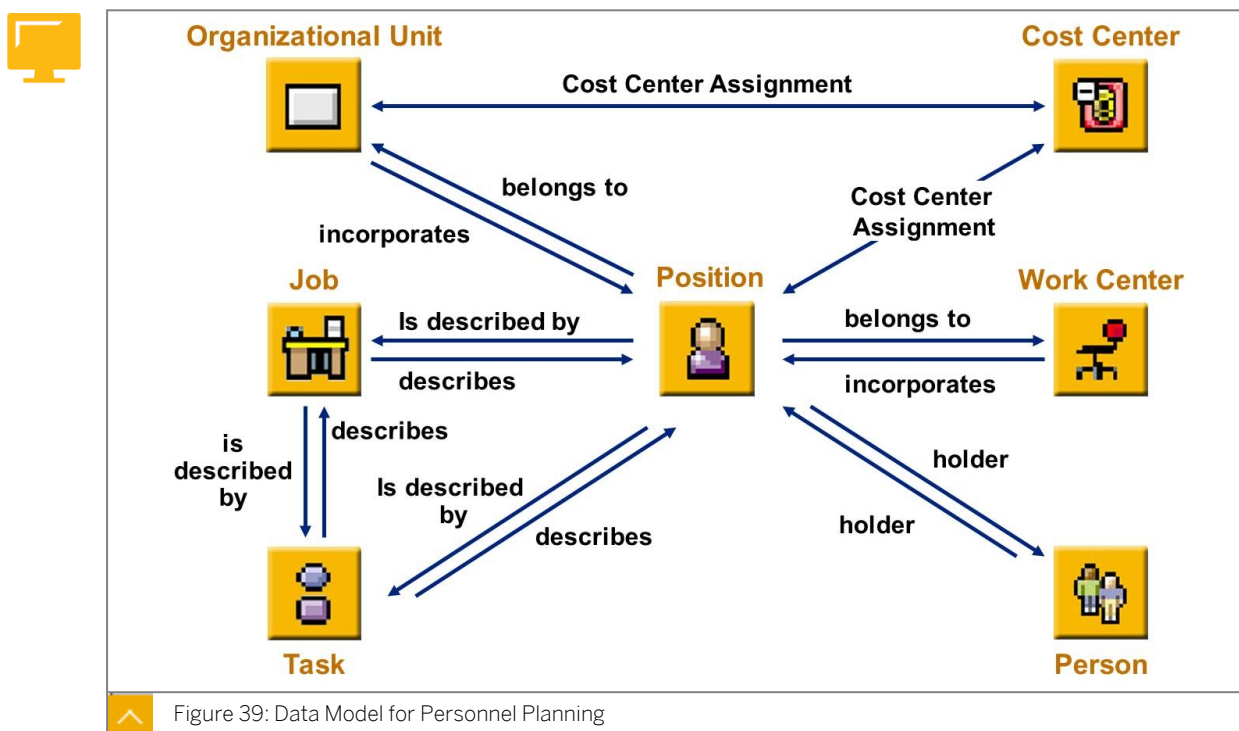 Organizational Unit
Cost Center
Cost Center Assignment
belongs to
Cost Center
Assignment
incorporates
Job
Position
Work Center
Is described by
belongs to
describes
incorporates
is
described
by
describes
Is described
by
describes
holder
holder
Task
Person
Figure 39: Data Model for Personnel Planning